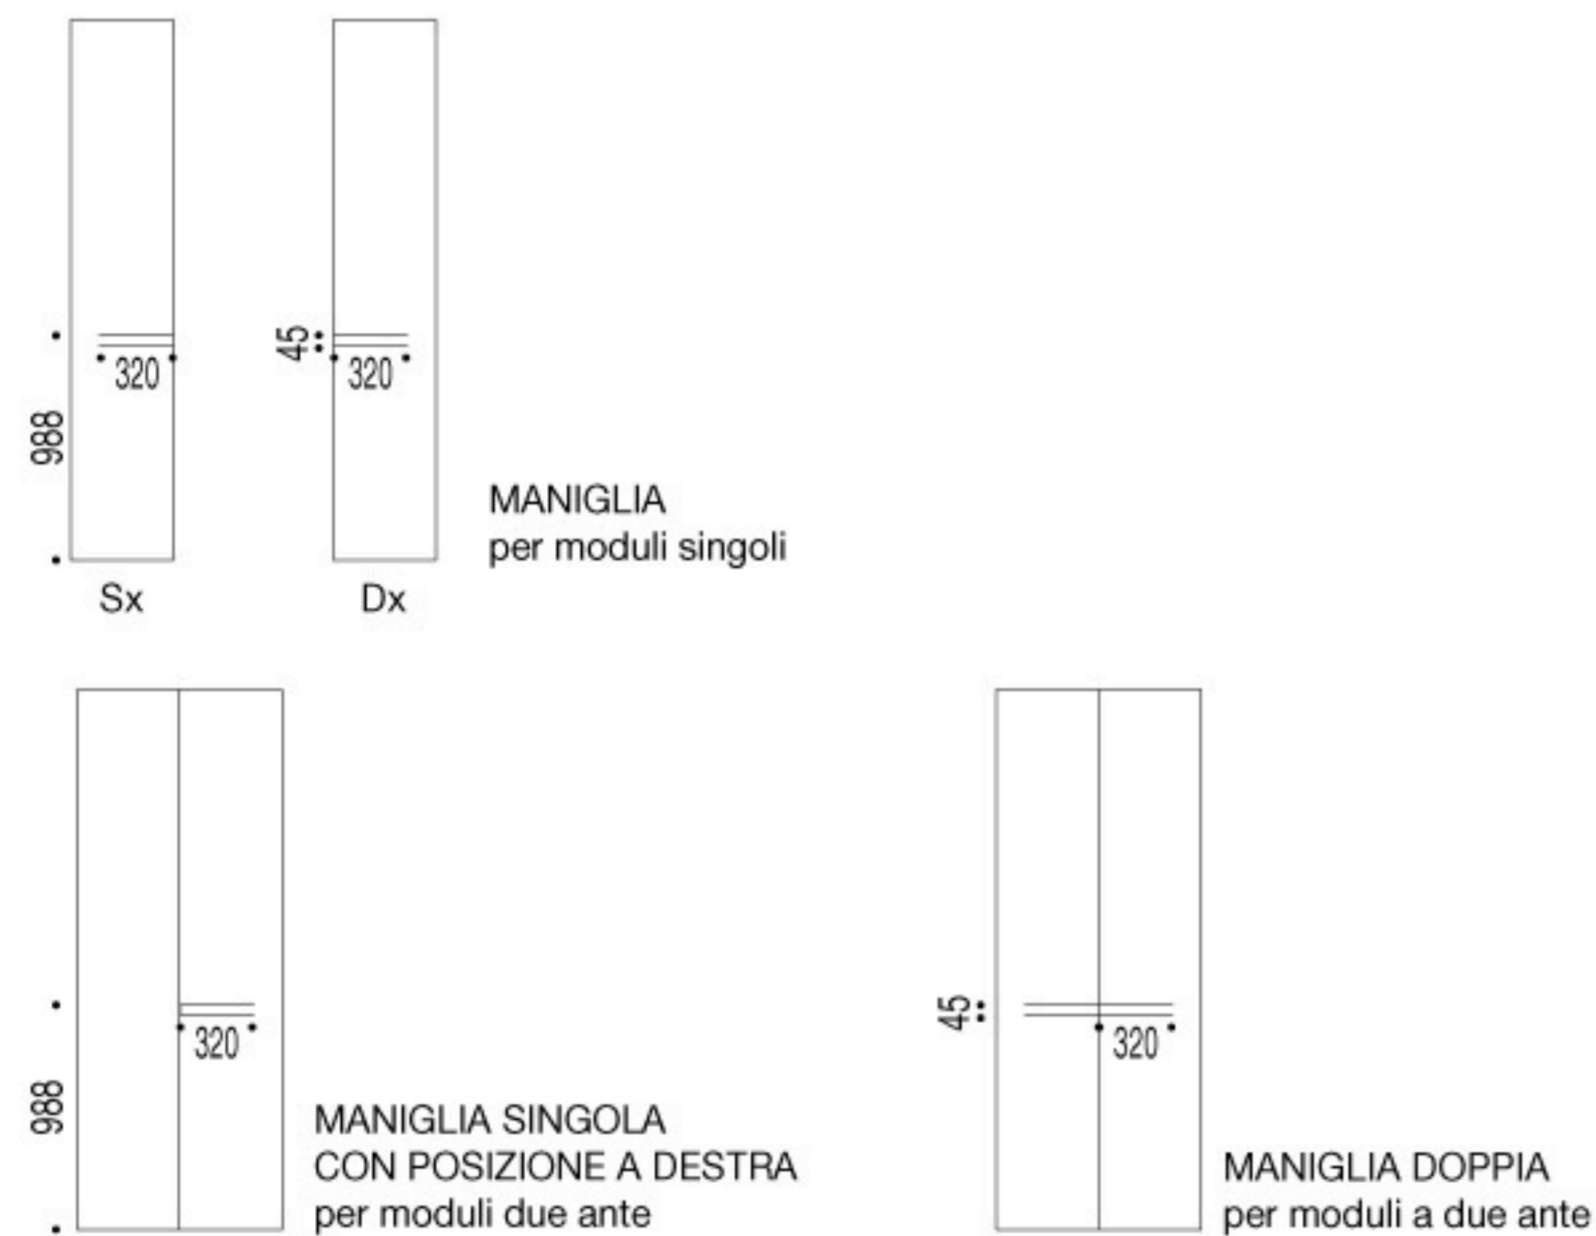 45
320
320
988
MANIGLIA
per moduli singoli
Sx
Dx
320
988
MANIGLIA SINGOLA
CON POSIZIONE A DESTRA
per moduli due ante
45
320
MANIGLIA DOPPIA
per moduli a due ante